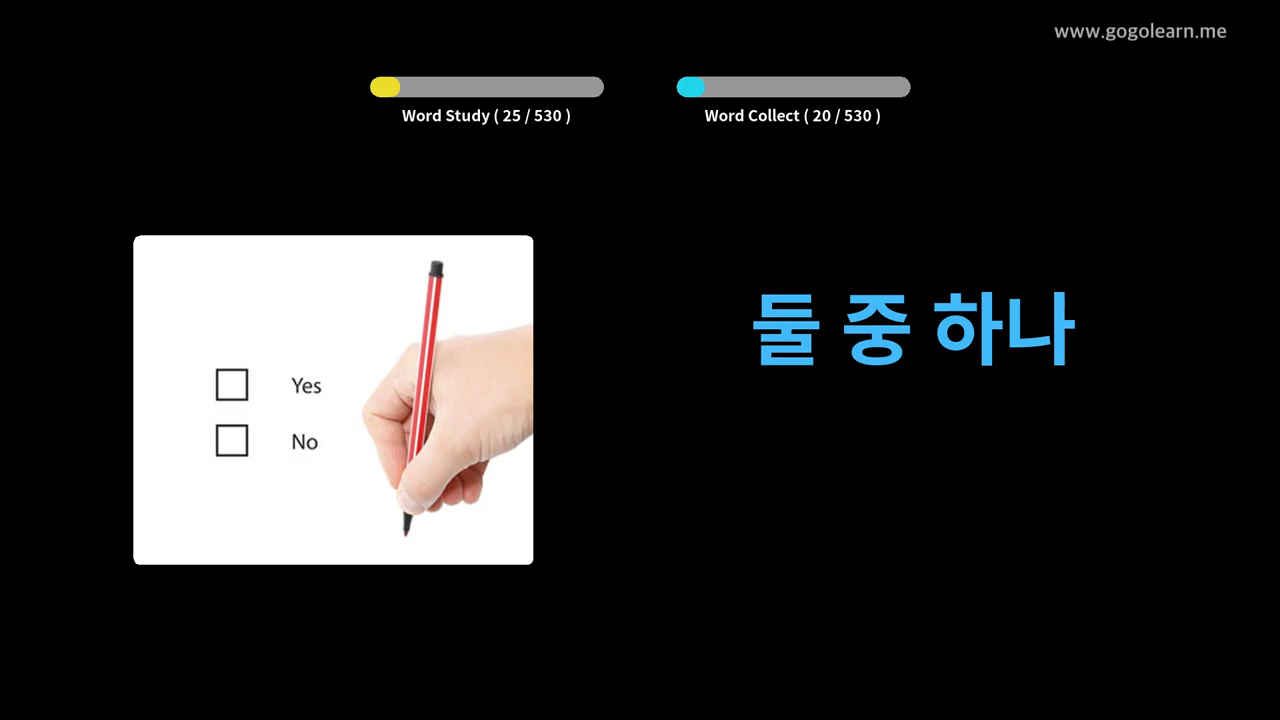 www.gogolearn.me
Word Study ( 25 / 530 )
Word Collect ( 20 / 530 )
둘 중 하나
Yes
No